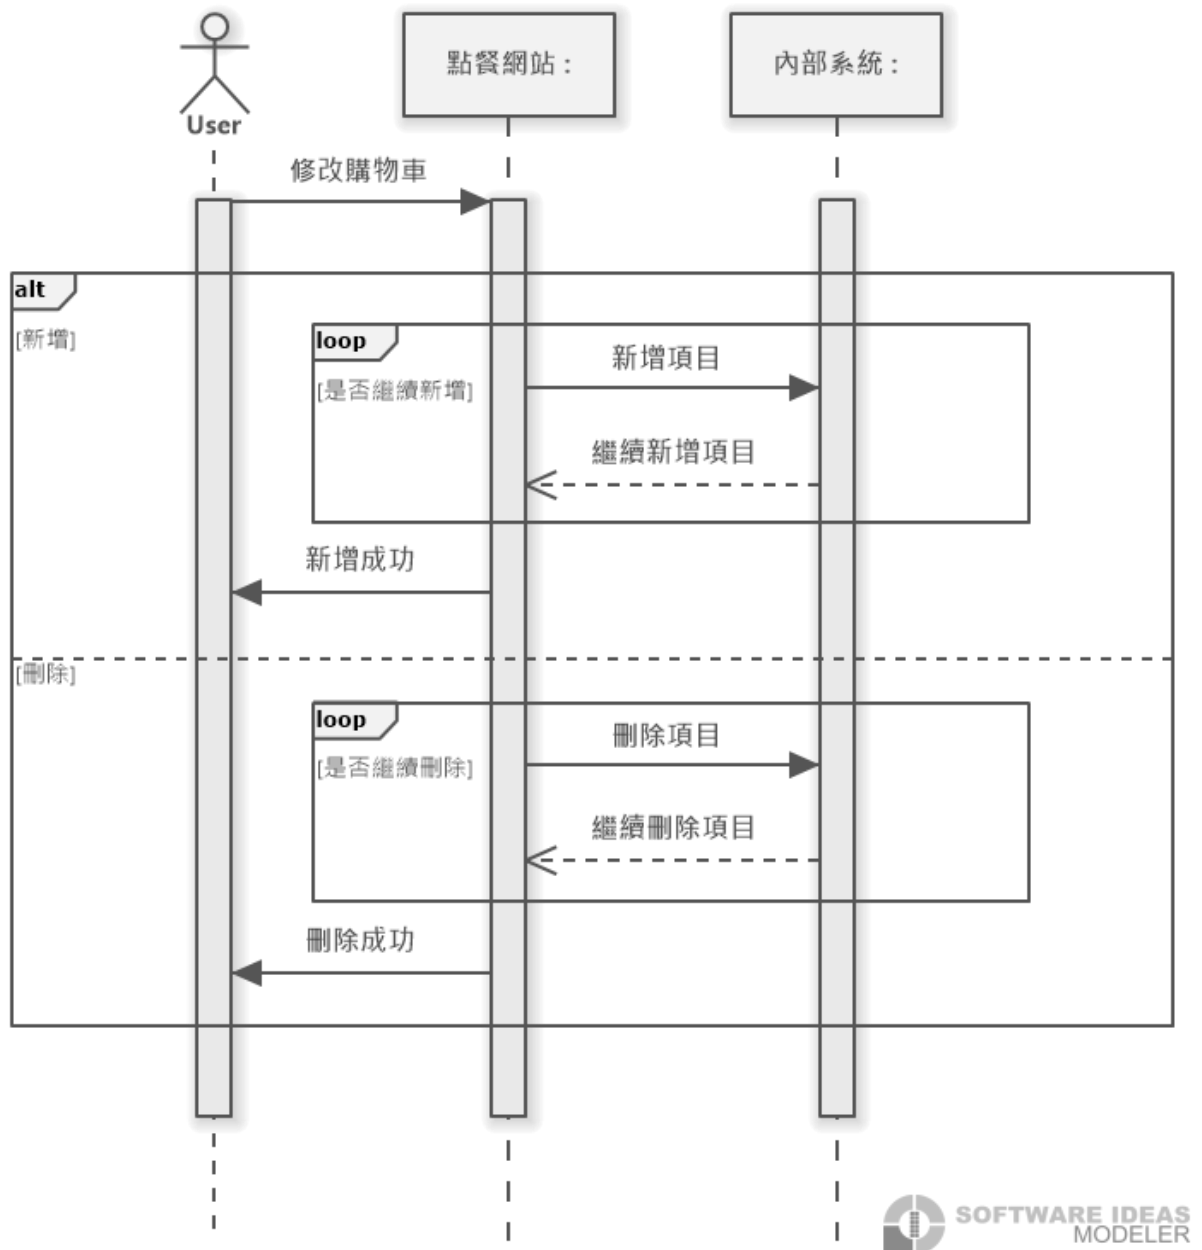 User
點餐網站 :
內部系統 :
修改購物車
alt
[新增]
loop
[是否繼續新增]
新增項目
繼續新增項目
新增成功
[刪除]
loop
[是否繼續刪除]
刪除項目
繼續刪除項目
刪除成功
SOFTWARE IDEAS
MODELER